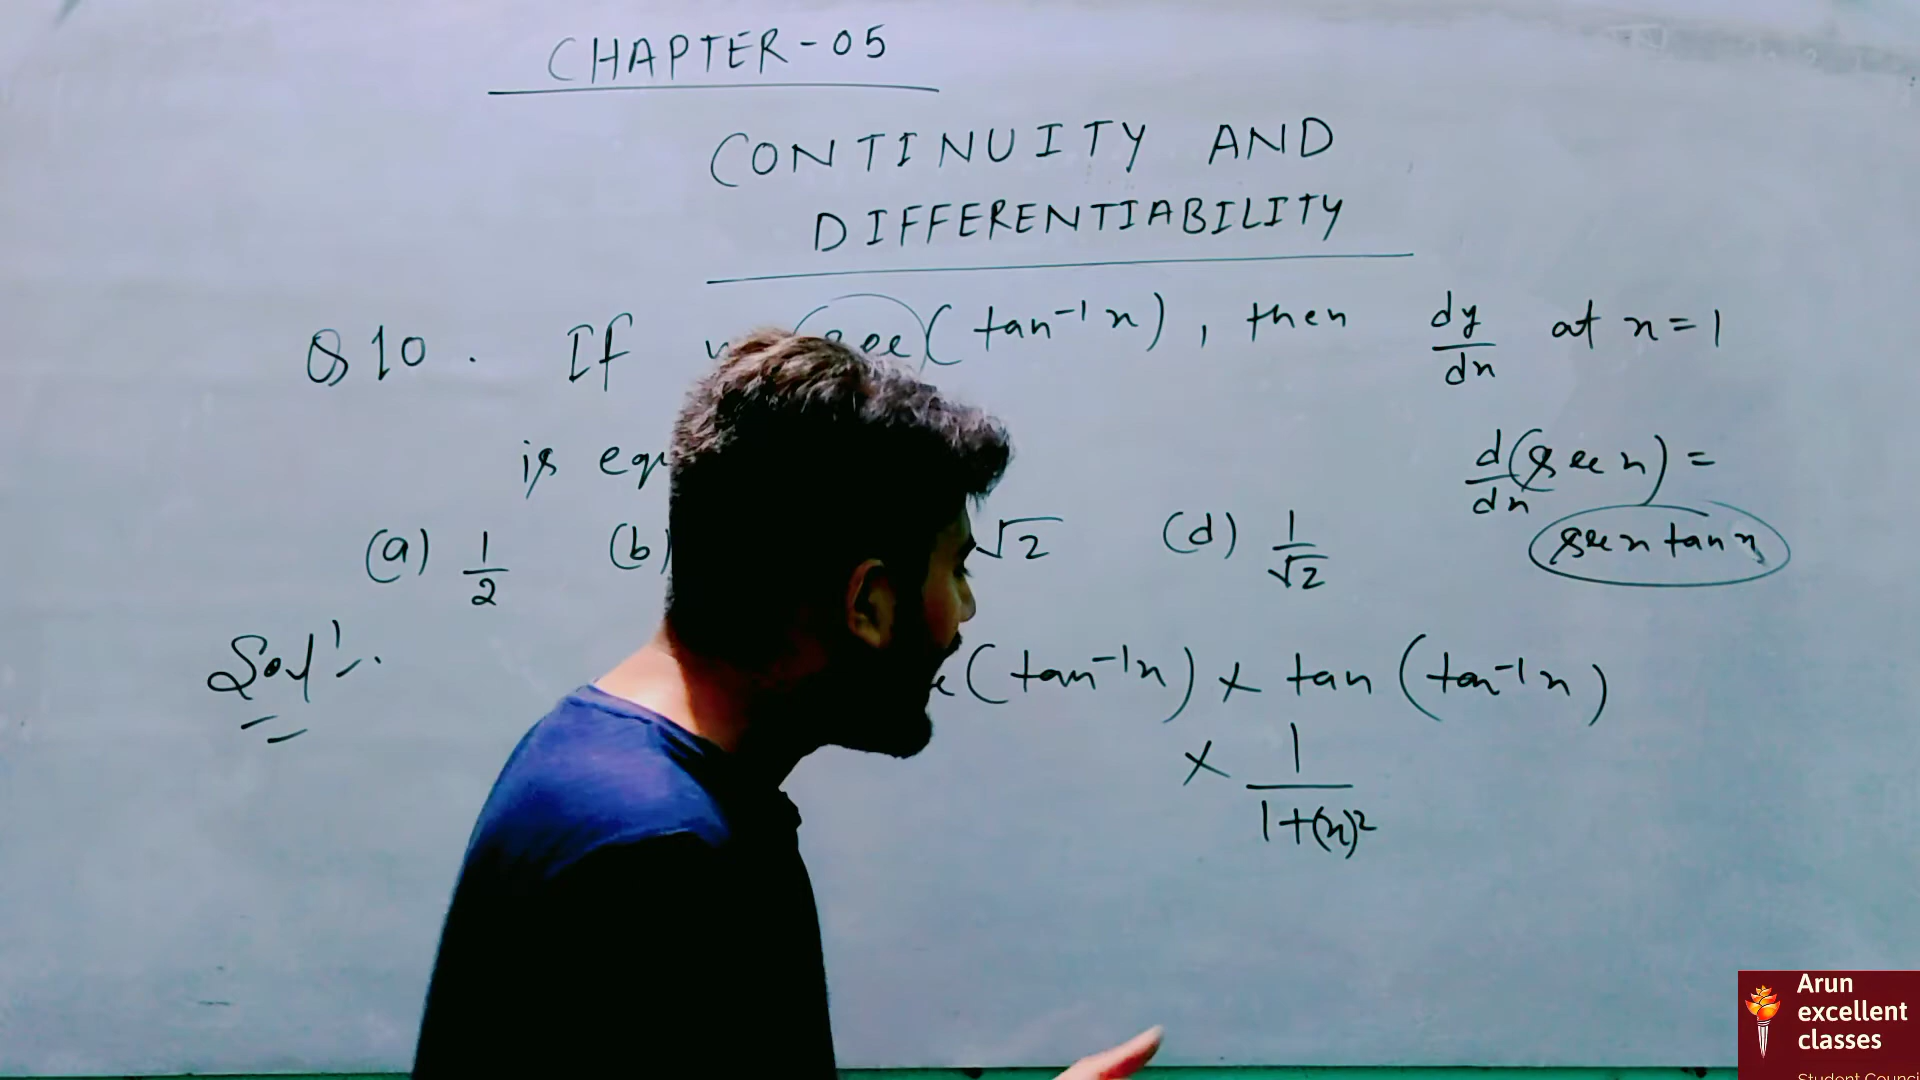 CHAPTER-05
CONTINUITY AND
DIFFERENTIABILITY
Q10. If sec(tan⁻¹x), then dy/dx at x=1
is
d/dx(sec x) =
sec x tan x
(a) 1/2 (b) √2 (d) 1/√2
Sol':-
(tan⁻¹x) × tan(tan⁻¹x)
× 1/1+(x)²
Arun
excellent
classes